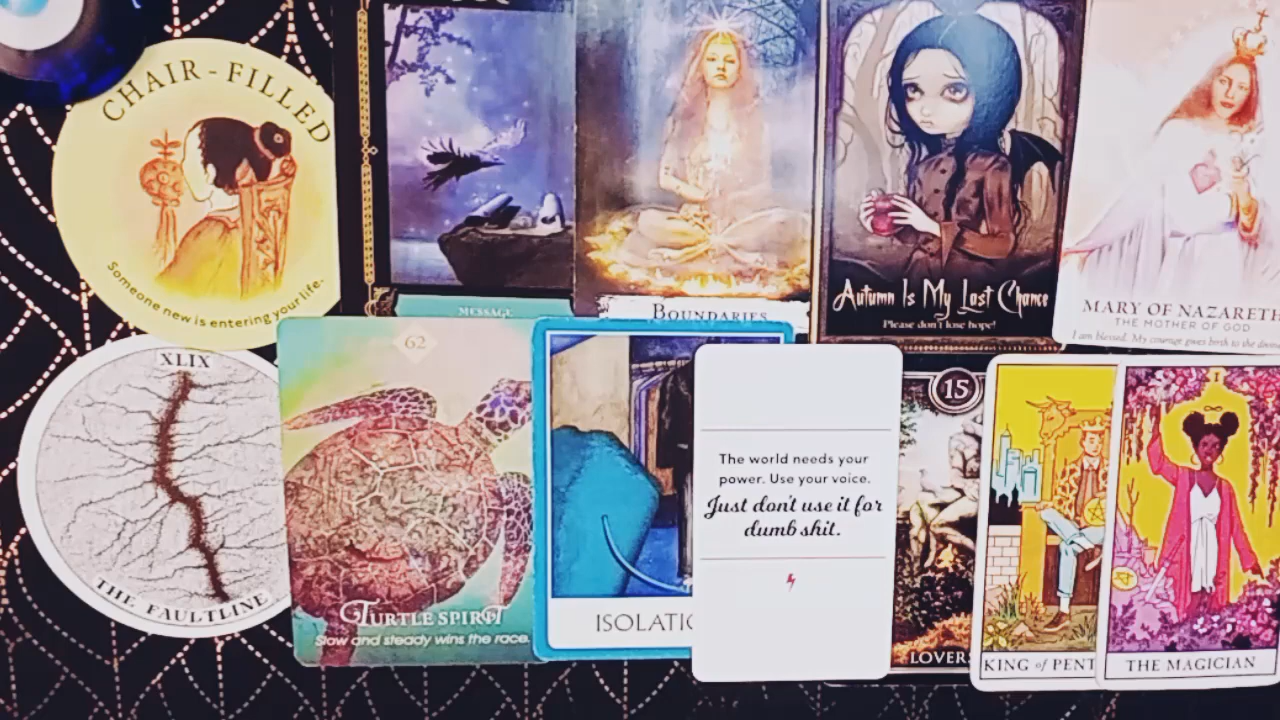 CHAIR-FILLED
Someone new is entering your life.
MESSAGE
BOUNDARIES
Autumn Is My Last Chance
Please don't lose hope!
MARY OF NAZARETH
THE MOTHER OF GOD
I am blessed. My courage gives birth to the
XLIX
THE FAULTLINE
62
TURTLE SPIRIT
Slow and steady wins the race.
ISOLATIO
The world needs your
power. Use your voice.
Just don't use it for
dumb shit.
15
LOVERS
KING of PENT
I
THE MAGICIAN